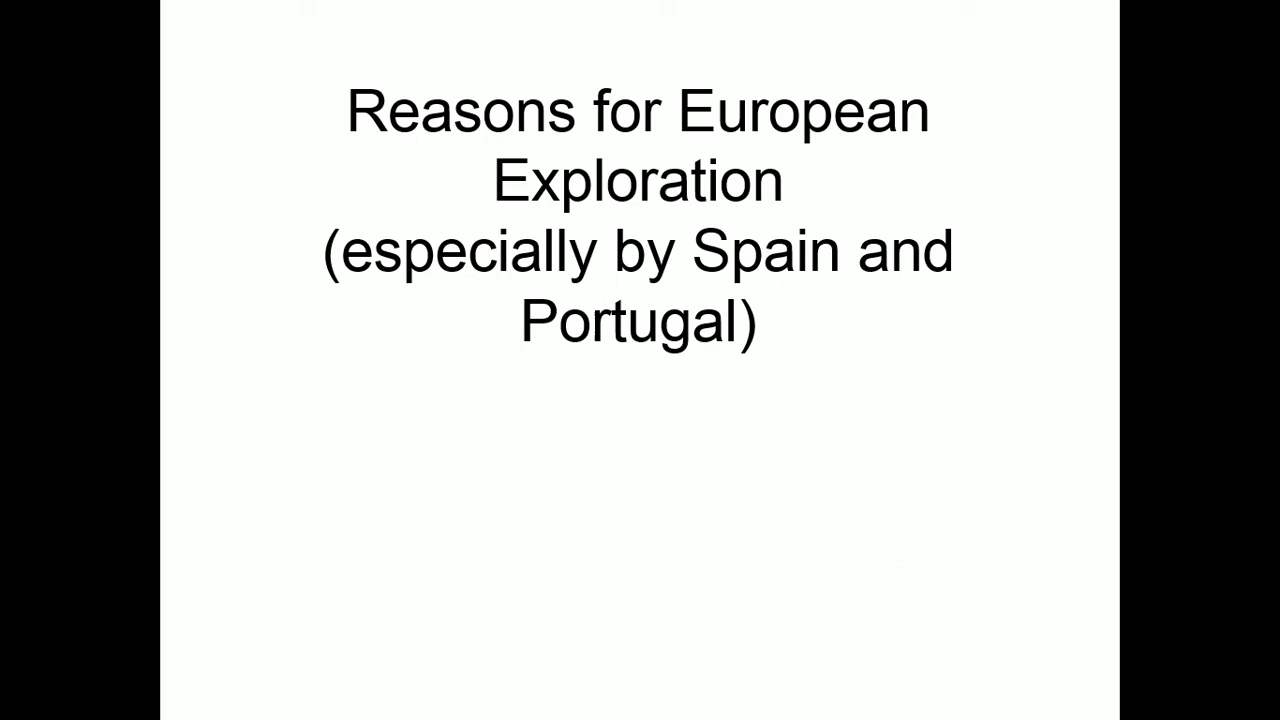 Reasons for European
Exploration
(especially by Spain and
Portugal)